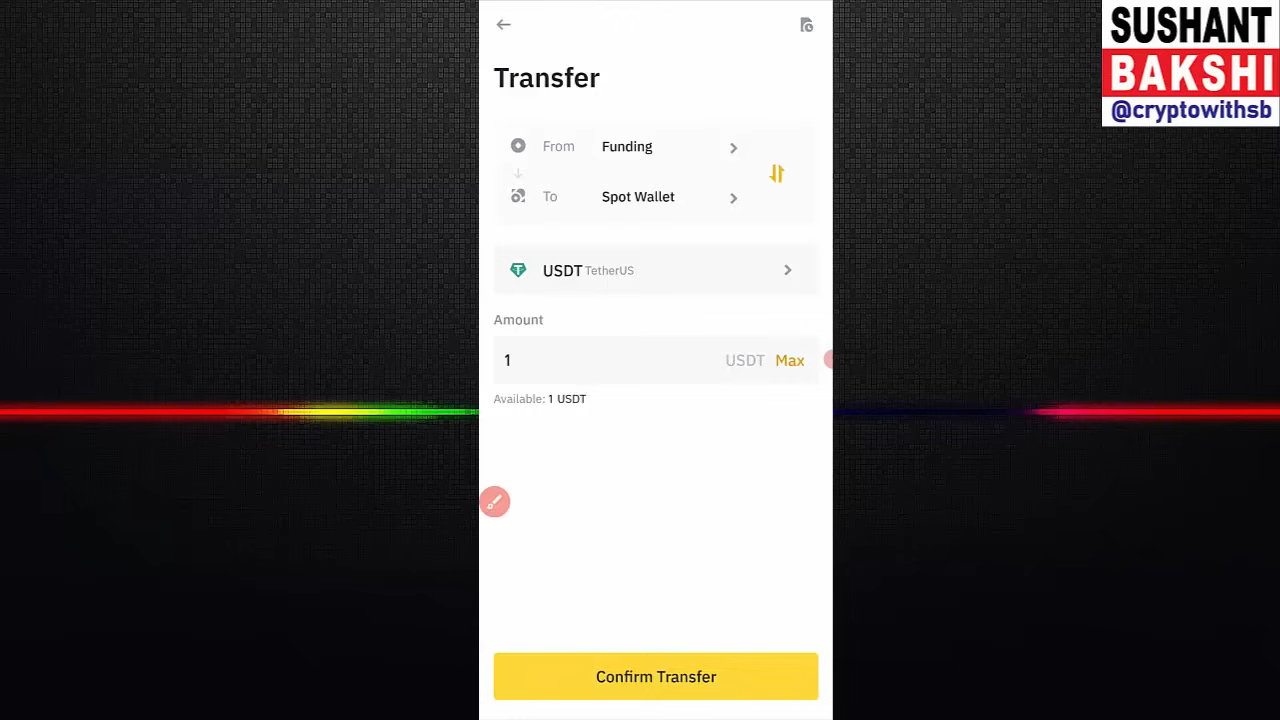 SUSHANT
BAKSHI
@cryptowithsb
Transfer
From Funding
To Spot Wallet
USDT TetherUS
Amount
1 USDT Max
Available: 1 USDT
Confirm Transfer